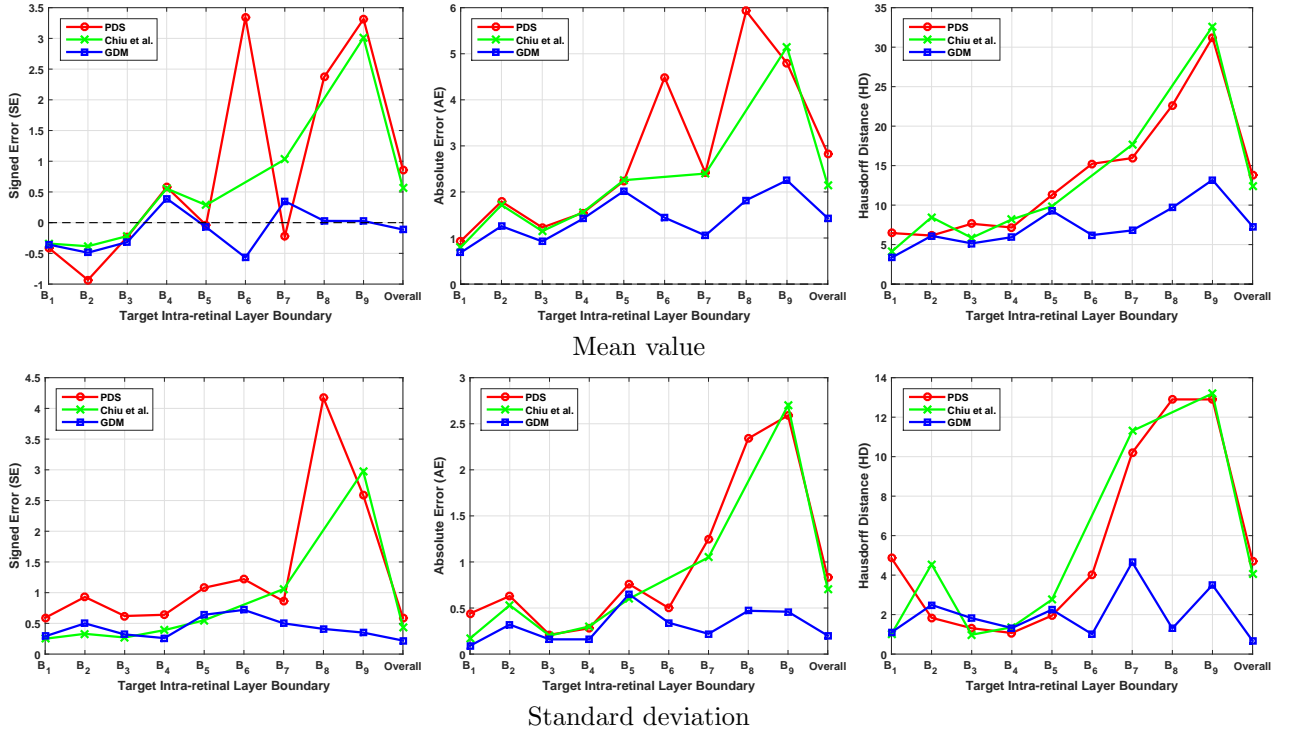 Signed Error (SE)
3.5
3
2.5
2
1.5
1
0.5
0
-0.5
-1
PDS
Chiu et al.
GDM
B1 B2 B3 B4 B5 B6 B7 B8 B9 Overall
Target Intra-retinal Layer Boundary
Absolute Error (AE)
6
5
4
3
2
1
0
PDS
Chiu et al.
GDM
B1 B2 B3 B4 B5 B6 B7 B8 B9 Overall
Target Intra-retinal Layer Boundary
Hausdorff Distance (HD)
35
30
25
20
15
10
5
0
PDS
Chiu et al.
GDM
B1 B2 B3 B4 B5 B6 B7 B8 B9 Overall
Target Intra-retinal Layer Boundary
Mean value
Signed Error (SE)
4.5
4
3.5
3
2.5
2
1.5
1
0.5
0
PDS
Chiu et al.
GDM
B1 B2 B3 B4 B5 B6 B7 B8 B9 Overall
Target Intra-retinal Layer Boundary
Absolute Error (AE)
3
2.5
2
1.5
1
0.5
0
PDS
Chiu et al.
GDM
B1 B2 B3 B4 B5 B6 B7 B8 B9 Overall
Target Intra-retinal Layer Boundary
Hausdorff Distance (HD)
14
12
10
8
6
4
2
0
PDS
Chiu et al.
GDM
B1 B2 B3 B4 B5 B6 B7 B8 B9 Overall
Target Intra-retinal Layer Boundary
Standard deviation